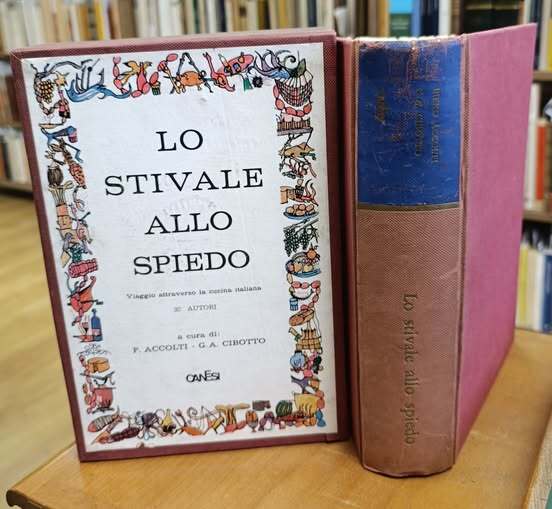 LO
STIVALE
ALLO
SPIEDO
Viaggio attraverso la cucina italiana
30 AUTORI
a cura di:
F. ACCOLTI - G. A. CIBOTTO
CANESI
Lo stivale allo spiedo